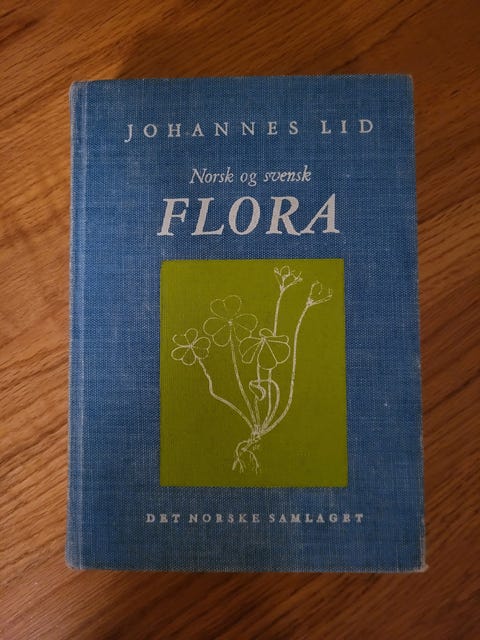 JOHANNES LID
Norsk og svensk
FLORA
DET NORSKE SAMLAGET